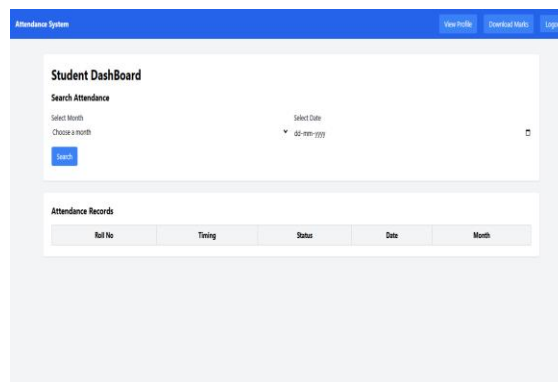 Attendance System View Profile Download Marks Logo
Student DashBoard
Search Attendance
Select Month Select Date
Choose a month dd-mm-yyyy
Search
Attendance Records
Roll No Timing Status Date Month